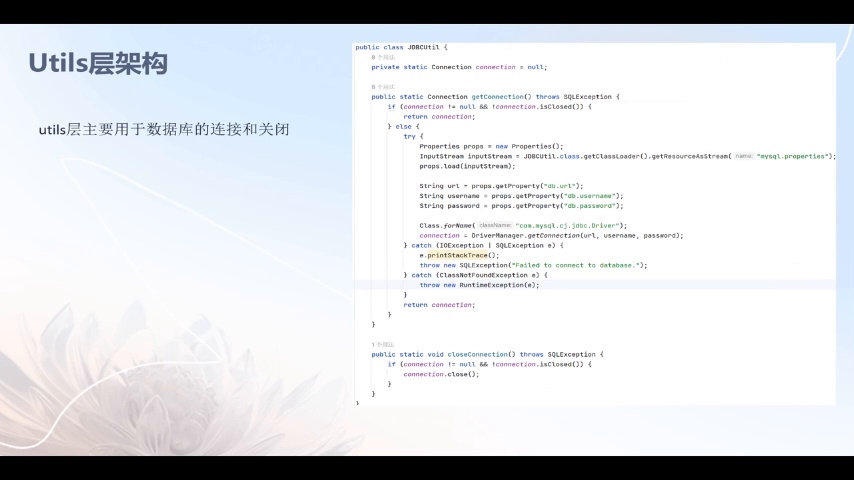 Utils层架构
utils层主要用于数据库的连接和关闭
public class JDBCUtil {
8 个用法
private static Connection connection = null;
6 个用法
public static Connection getConnection() throws SQLException {
if (connection != null && !connection.isClosed()) {
return connection;
} else {
try {
Properties props = new Properties();
InputStream inputStream = JDBCUtil.class.getClassLoader().getResourceAsStream( name: "mysql.properties");
props.load(inputStream);
String url = props.getProperty("db.url");
String username = props.getProperty("db.username");
String password = props.getProperty("db.password");
Class.forName( className: "com.mysql.cj.jdbc.Driver");
connection = DriverManager.getConnection(url, username, password);
} catch (IOException | SQLException e) {
e.printStackTrace();
throw new SQLException("Failed to connect to database.");
} catch (ClassNotFoundException e) {
throw new RuntimeException(e);
}
return connection;
}
}
1 个用法
public static void closeConnection() throws SQLException {
if (connection != null && !connection.isClosed()) {
connection.close();
}
}
}